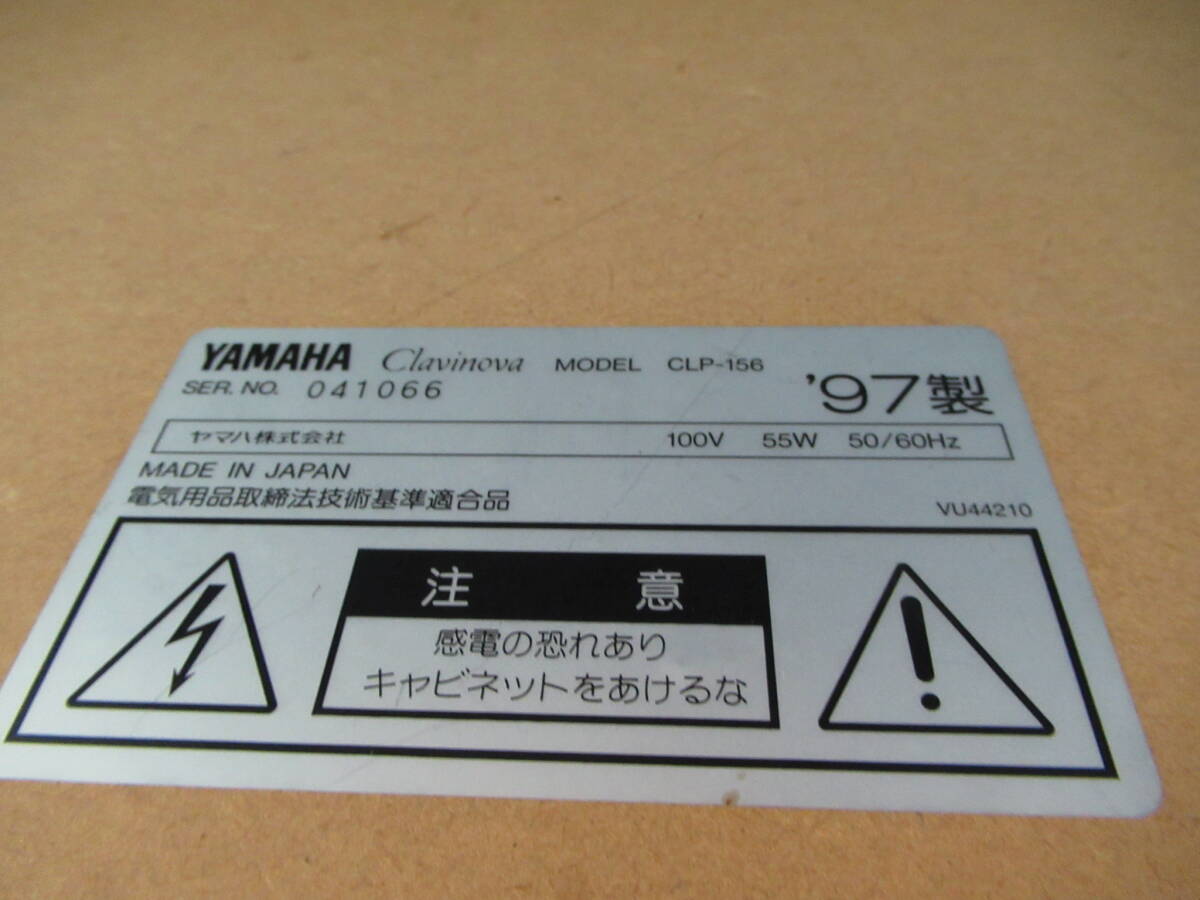 YAMAHA Clavinova MODEL CLP-156
SER. NO. 041066 '97製
ヤマハ株式会社 100V 55W 50/60Hz
MADE IN JAPAN
電気用品取締法技術基準適合品 VU44210
注 意
感電の恐れあり
キャビネットをあけるな